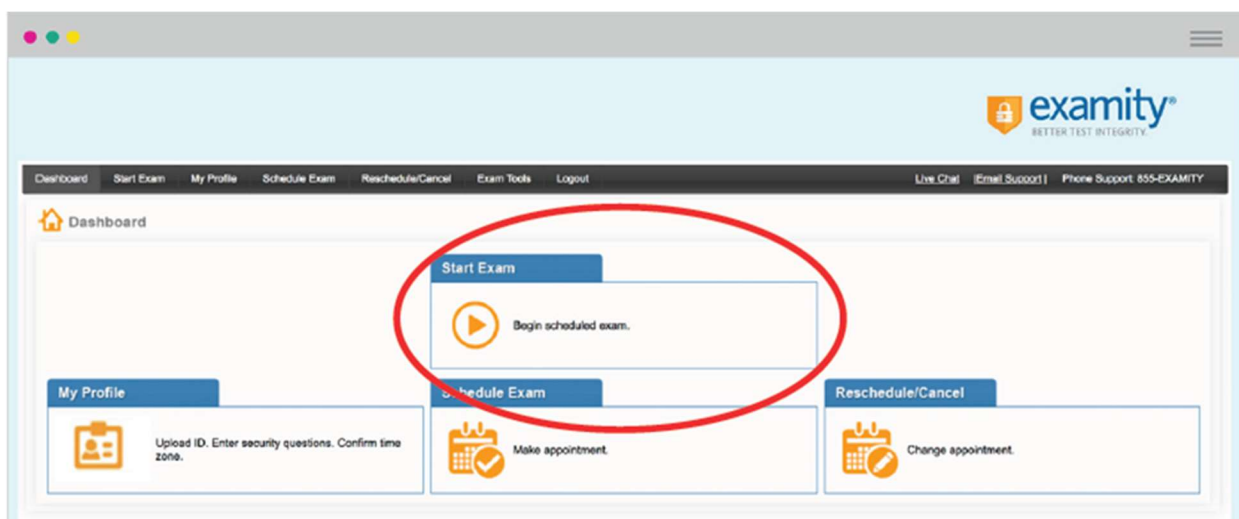 examity®
BETTER TEST INTEGRITY.
Dashboard Start Exam My Profile Schedule Exam Reschedule/Cancel Exam Tools Logout Live Chat |Email Support| Phone Support: 855-EXAMITY
Dashboard
Start Exam
Begin scheduled exam.
My Profile
Upload ID. Enter security questions. Confirm time
zone.
Schedule Exam
Make appointment.
Reschedule/Cancel
Change appointment.